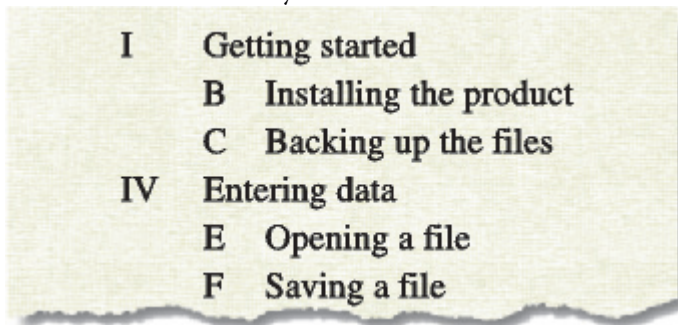 I Getting started
B Installing the product
C Backing up the files
IV Entering data
E Opening a file
F Saving a file